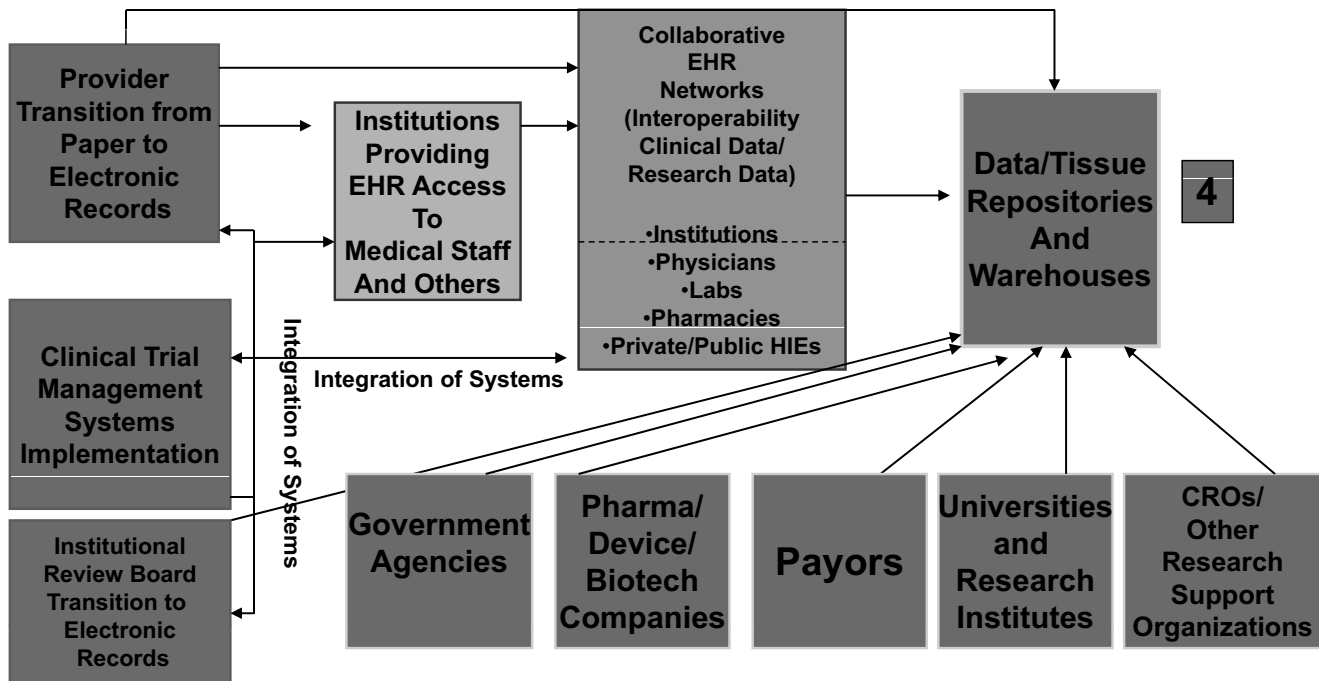 Provider
Transition from
Paper to
Electronic
Records
Institutions
Providing
EHR Access
To
Medical Staff
And Others
Collaborative
EHR
Networks
(Interoperability
Clinical Data/
Research Data)
•Institutions
•Physicians
•Labs
•Pharmacies
•Private/Public HIEs
Data/Tissue
Repositories
And
Warehouses
4
Clinical Trial
Management
Systems
Implementation
Integration of Systems
Integration of Systems
Institutional
Review Board
Transition to
Electronic
Records
Government
Agencies
Pharma/
Device/
Biotech
Companies
Payors
Universities
and
Research
Institutes
CROs/
Other
Research
Support
Organizations